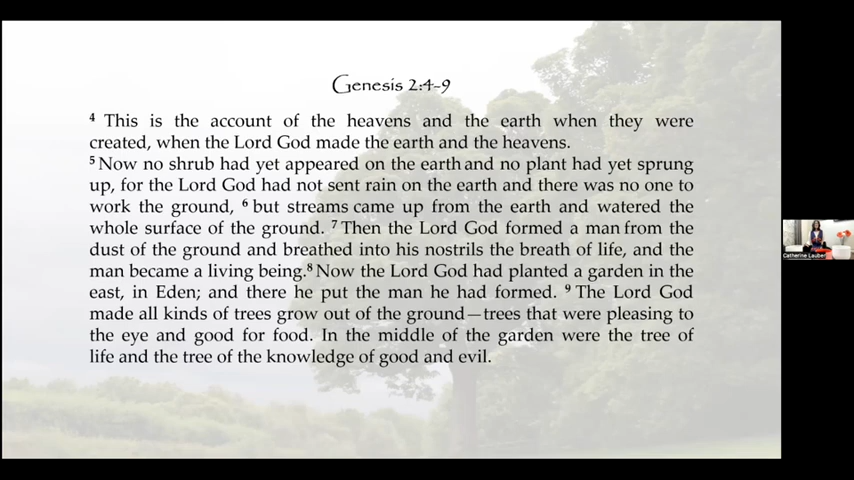 Genesis 2:4-9
4 This is the account of the heavens and the earth when they were
created, when the Lord God made the earth and the heavens.
5 Now no shrub had yet appeared on the earth and no plant had yet sprung
up, for the Lord God had not sent rain on the earth and there was no one to
work the ground, 6 but streams came up from the earth and watered the
whole surface of the ground. 7 Then the Lord God formed a man from the
dust of the ground and breathed into his nostrils the breath of life, and the
man became a living being.8 Now the Lord God had planted a garden in the
east, in Eden; and there he put the man he had formed. 9 The Lord God
made all kinds of trees grow out of the ground—trees that were pleasing to
the eye and good for food. In the middle of the garden were the tree of
life and the tree of the knowledge of good and evil.
Catherine Lauber